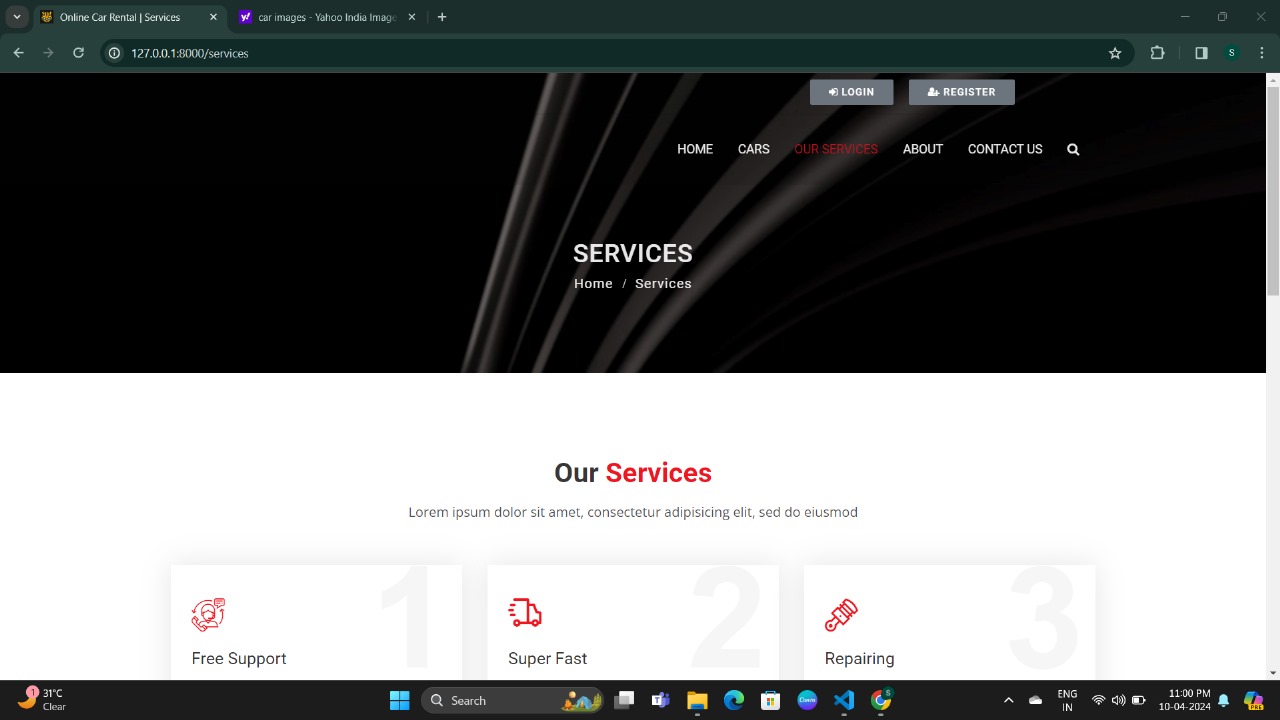 Online Car Rental | Services
car images - Yahoo India Image
127.0.0.1:8000/services
S
LOGIN
REGISTER
HOME
CARS
OUR SERVICES
ABOUT
CONTACT US
SERVICES
Home / Services
Our Services
Lorem ipsum dolor sit amet, consectetur adipisicing elit, sed do eiusmod
1
2
3
Free Support
Super Fast
Repairing
1
31°C
Clear
Search
Canva
S
ENG
IN
11:00 PM
10-04-2024
PRE